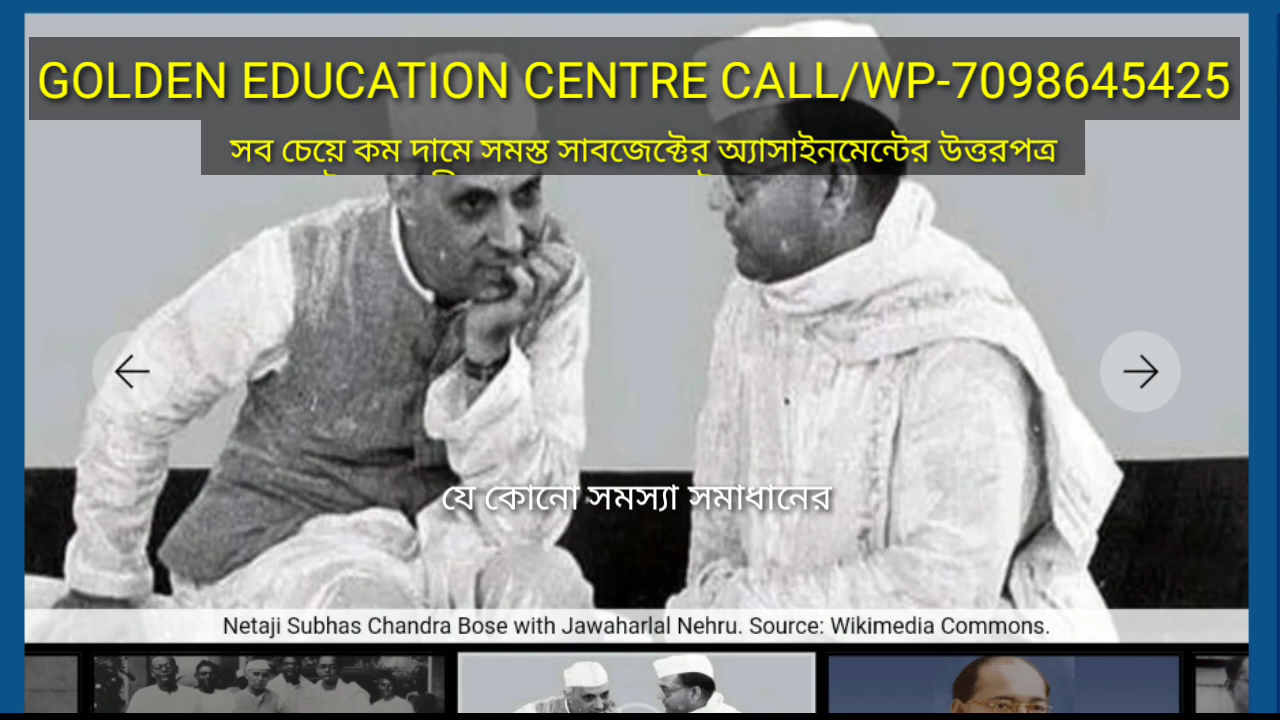 GOLDEN EDUCATION CENTRE CALL/WP-7098645425
সব চেয়ে কম দামে সমস্ত সাবজেক্টের অ্যাসাইনমেন্টের উত্তরপত্র
যে কোনো সমস্যা সমাধানের
Netaji Subhas Chandra Bose with Jawaharlal Nehru. Source: Wikimedia Commons.